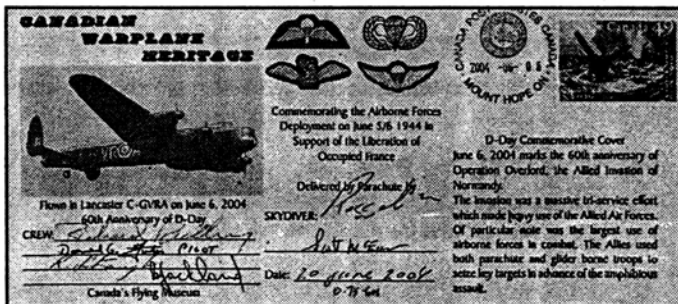 CANADIAN
WARPLANE
HERITAGE
Flown in Lancaster C-GVRA on June 6, 2004
60th Anniversary of D-Day
CREW:
PILOT
Canada's Flying Museum
Commemorating the Airborne Forces
Deployment on June 5/6 1944 in
Support of the Liberation of
Occupied France
Delivered by Parachute by
SKYDIVER:
Date: 20 June 2004
CANADA POSTES CANADA
2004 -06- 06
MOUNT HOPE ON
D-Day Commemorative Cover
June 6, 2004 marks the 60th anniversary of
Operation Overlord, the Allied Invasion of
Normandy.
The invasion was a massive tri-service effort
which made heavy use of the Allied Air Forces.
Of particular note was the largest use of
airborne forces in combat. The Allies used
both parachute and glider borne troops to
seize key targets in advance of the amphibious
assault.